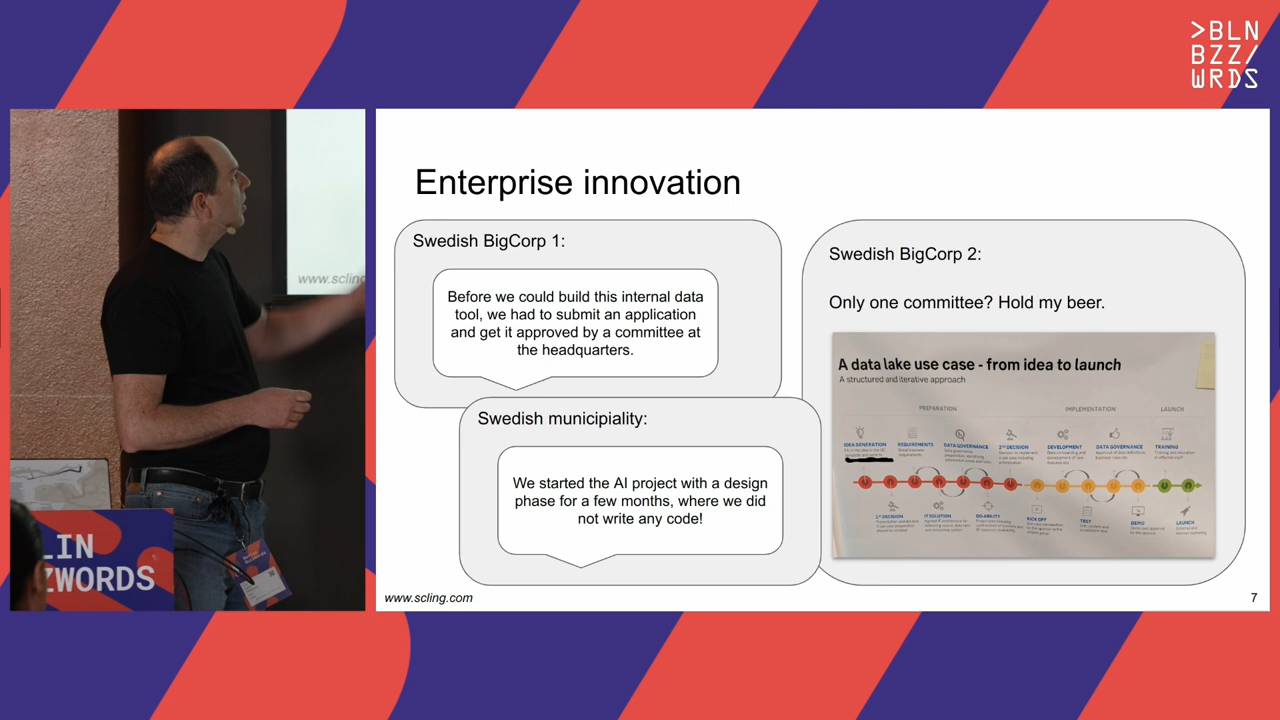 >BLN
BZZ/
WRDS
www.scling
LIN
ZWORDS
Enterprise innovation
Swedish BigCorp 1:
Before we could build this internal data
tool, we had to submit an application
and get it approved by a committee at
the headquarters.
Swedish municipiality:
We started the AI project with a design
phase for a few months, where we did
not write any code!
Swedish BigCorp 2:
Only one committee? Hold my beer.
A data lake use case - from idea to launch
A structured and iterative approach
PREPARATION
IMPLEMENTATION
LAUNCH
IDEA GENERATION
REQUIREMENTS
DATA GOVERNANCE
2ND DECISION
DEVELOPMENT
DATA GOVERNANCE
TRAINING
1ST DECISION
IT SOLUTION
DO-ABILITY
KICK OFF
TEST
DEMO
LAUNCH
www.scling.com
7